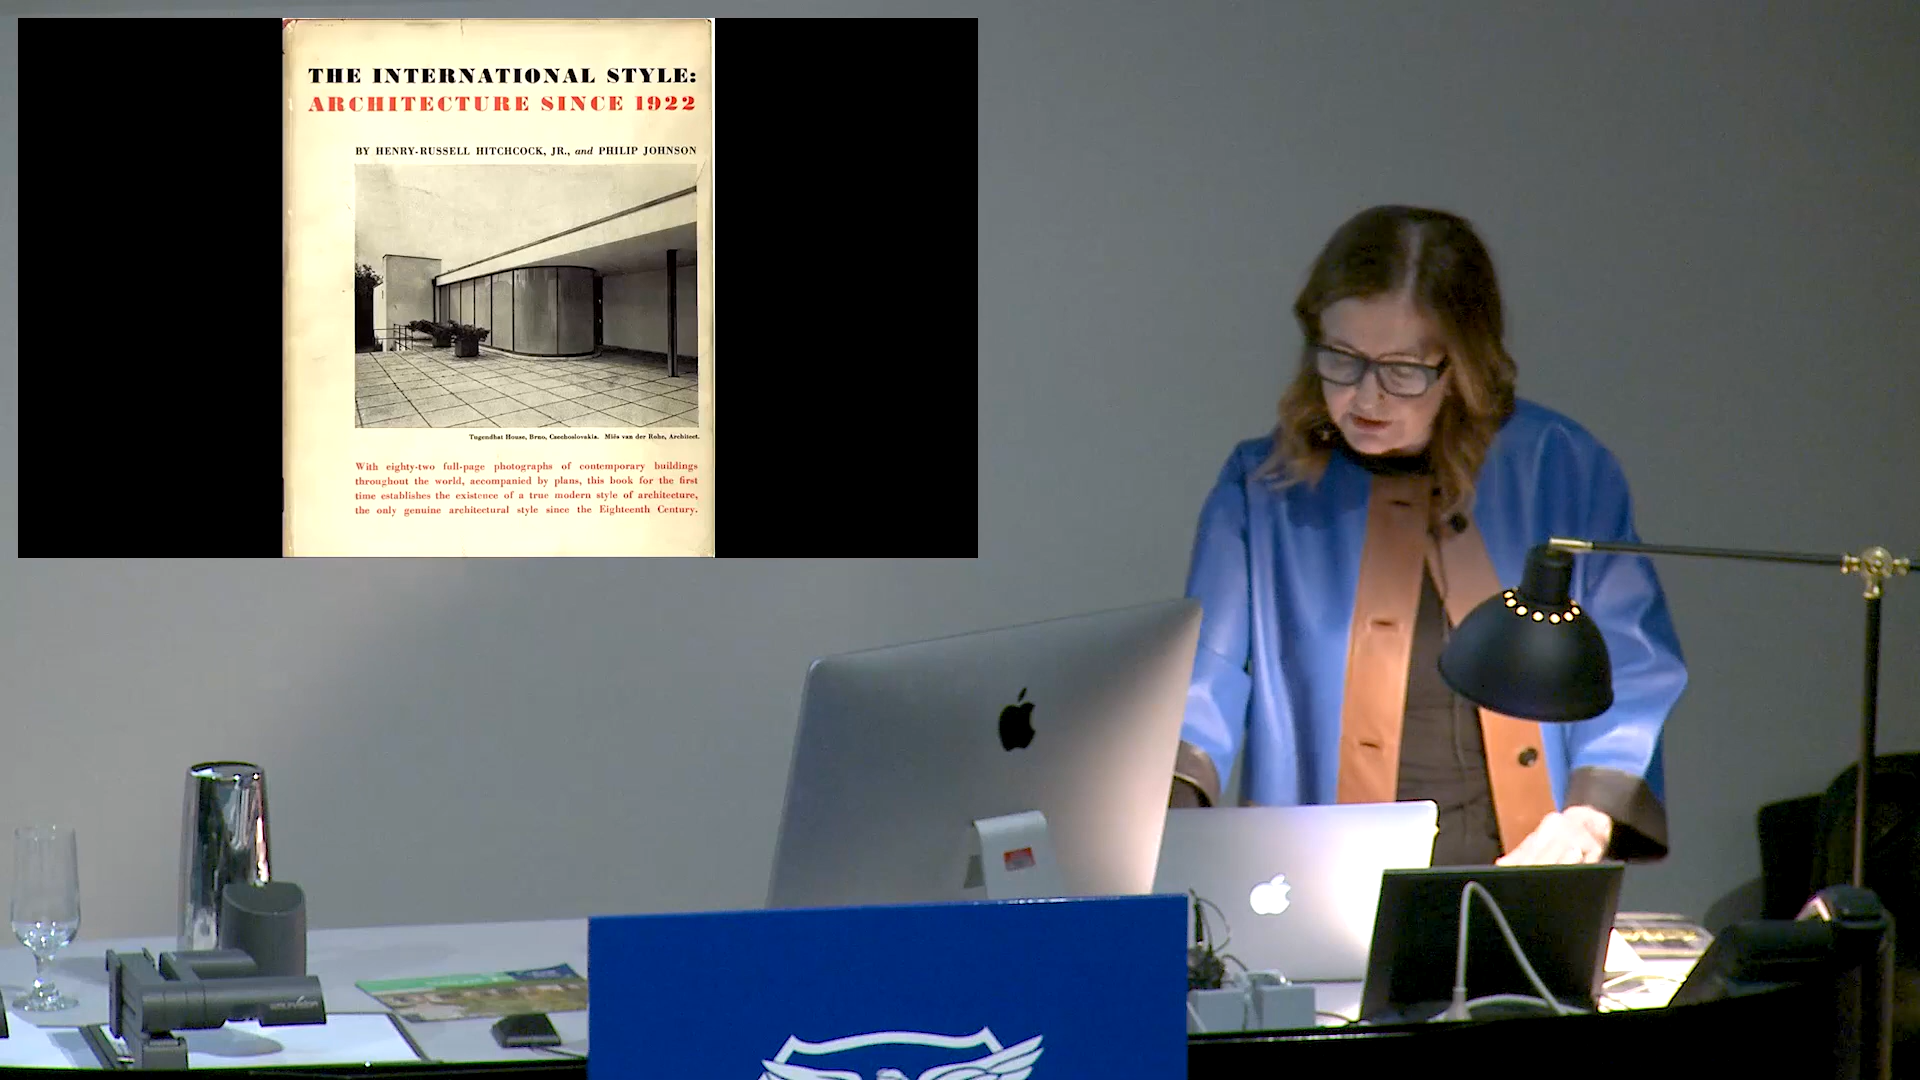 THE INTERNATIONAL STYLE:
ARCHITECTURE SINCE 1922
BY HENRY-RUSSELL HITCHCOCK, JR., and PHILIP JOHNSON
Tugendhat House, Brno, Czechoslovakia. Miës van der Rohe, Architect.
With eighty-two full-page photographs of contemporary buildings
throughout the world, accompanied by plans, this book for the first
time establishes the existence of a true modern style of architecture,
the only genuine architectural style since the Eighteenth Century.
WOLFVISION